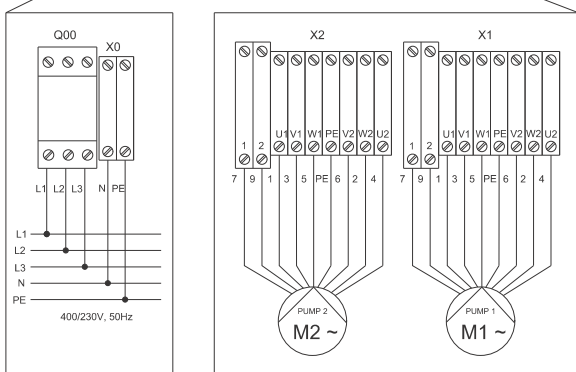 Q00
X0
L1 L2 L3 N PE
L1
L2
L3
N
PE
400/230V, 50Hz
X2
1 2 U1 V1 W1 PE V2 W2 U2
7 9 1 3 5 PE 6 2 4
PUMP 2
M2 ~
X1
1 2 U1 V1 W1 PE V2 W2 U2
7 9 1 3 5 PE 6 2 4
PUMP 1
M1 ~